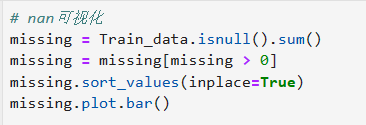 # nan可视化
missing = Train_data.isnull().sum()
missing = missing[missing > 0]
missing.sort_values(inplace=True)
missing.plot.bar()